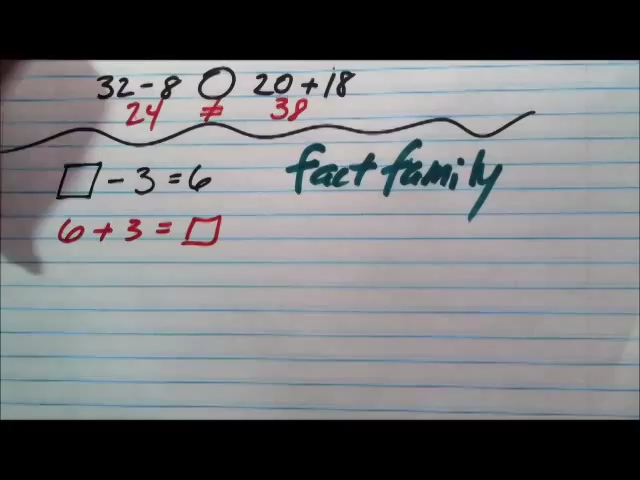 32 - 8 ○ 20 + 18
24 ≠ 38
□ - 3 = 6
fact family
6 + 3 = □